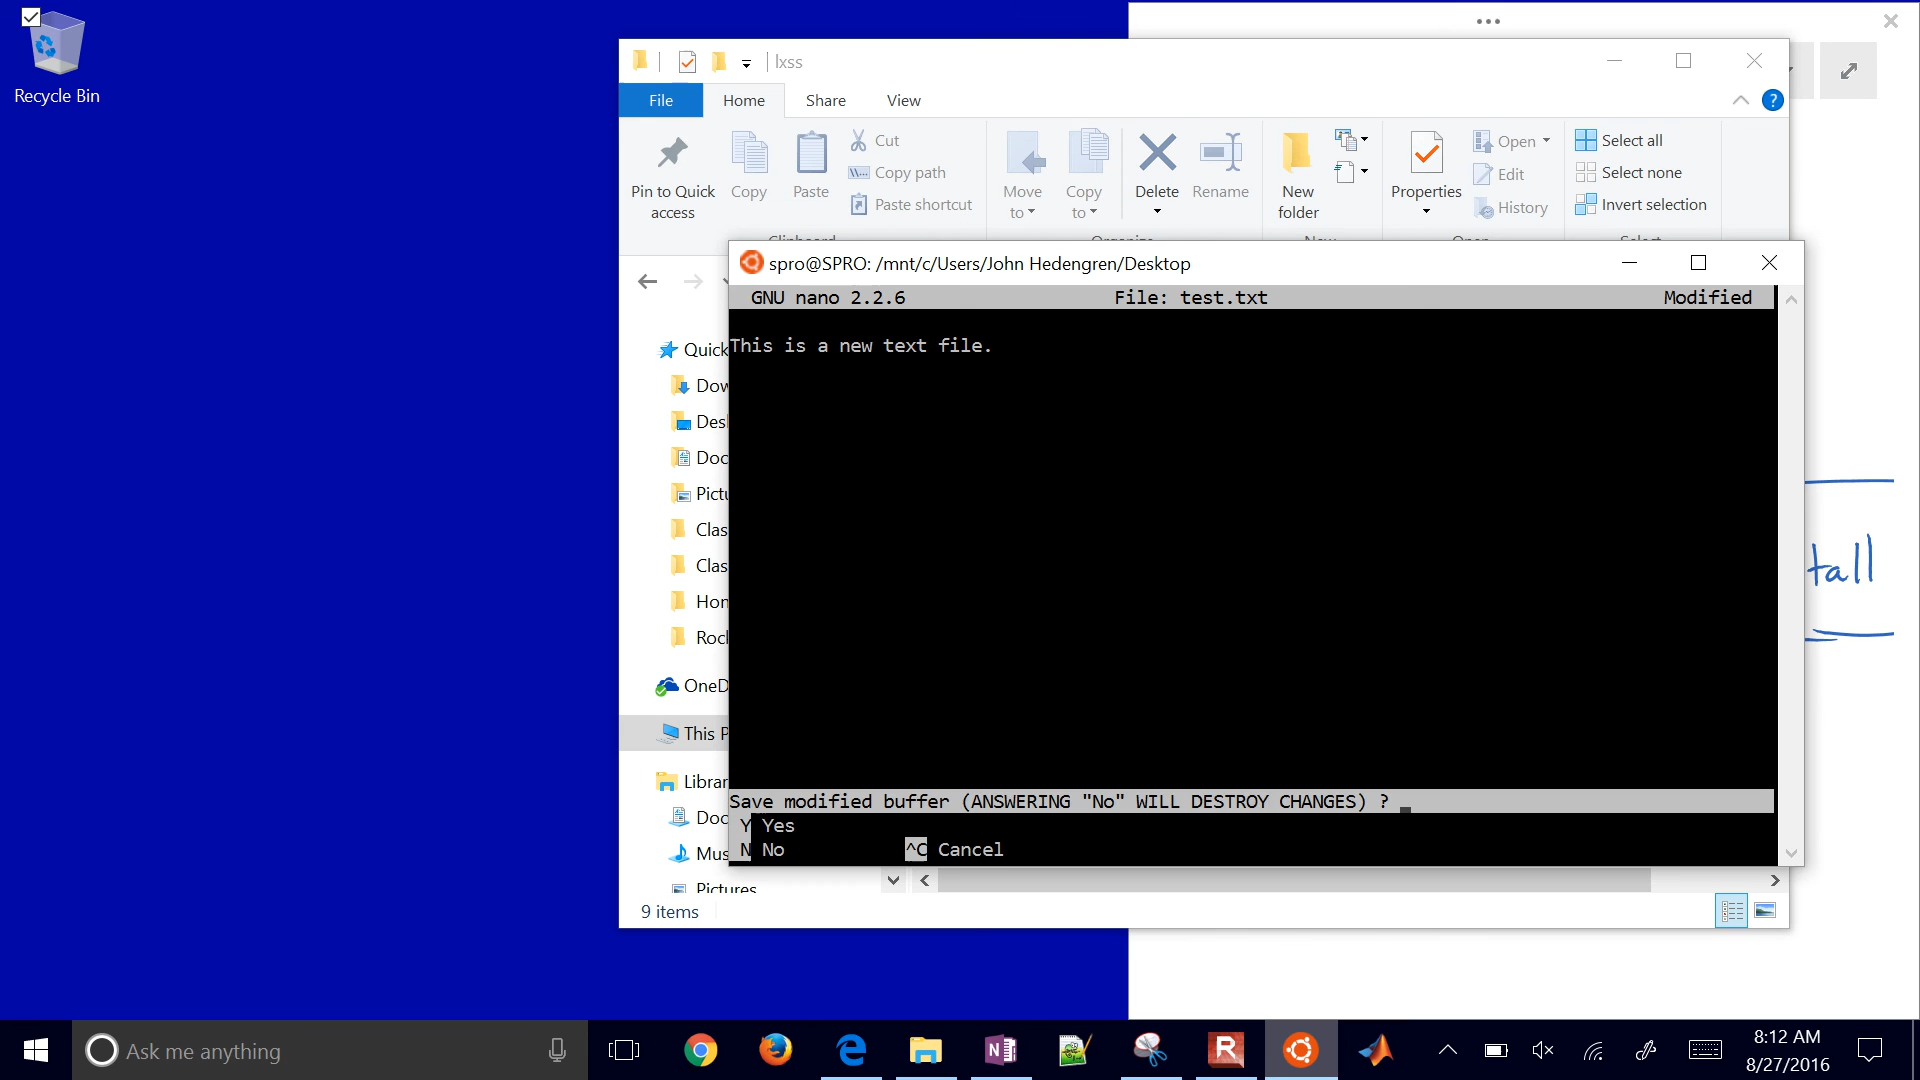 Recycle Bin
lxss
File
Home
Share
View
Pin to Quick access
Copy
Paste
Cut
Copy path
Paste shortcut
Move to
Copy to
Delete
Rename
New folder
Properties
Open
Edit
History
Select all
Select none
Invert selection
spro@SPRO: /mnt/c/Users/John Hedengren/Desktop
GNU nano 2.2.6
File: test.txt
Modified
This is a new text file.
Quick
Dow
Des
Doc
Pictu
Clas
Clas
Hon
Rock
OneD
This P
Librar
Doc
Mus
Pictures
Save modified buffer (ANSWERING "No" WILL DESTROY CHANGES) ?
Y Yes
N No
^C Cancel
9 items
tall
Ask me anything
8:12 AM
8/27/2016